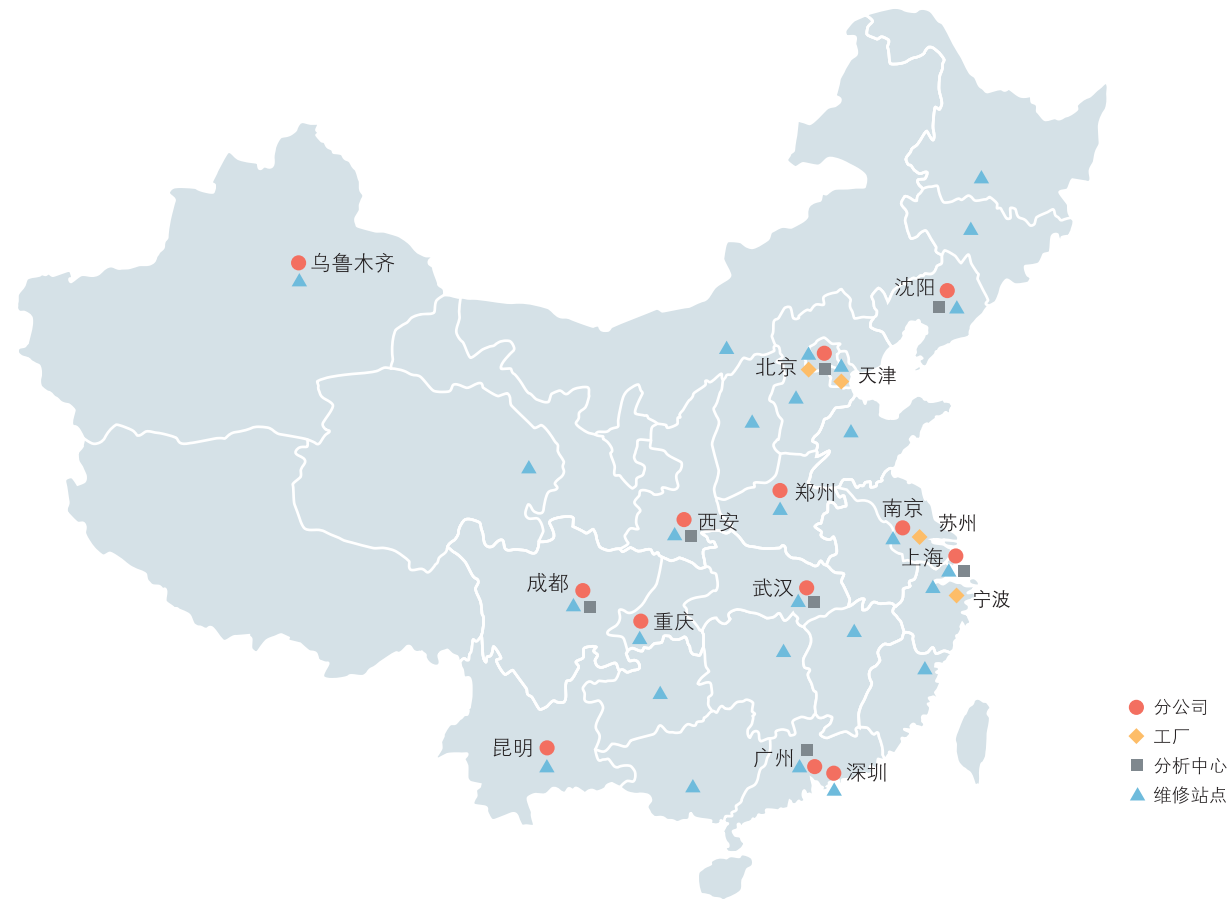 乌鲁木齐
沈阳
北京
天津
郑州
南京
苏州
西安
上海
成都
武汉
宁波
重庆
昆明
广州
深圳
分公司
工厂
分析中心
维修站点